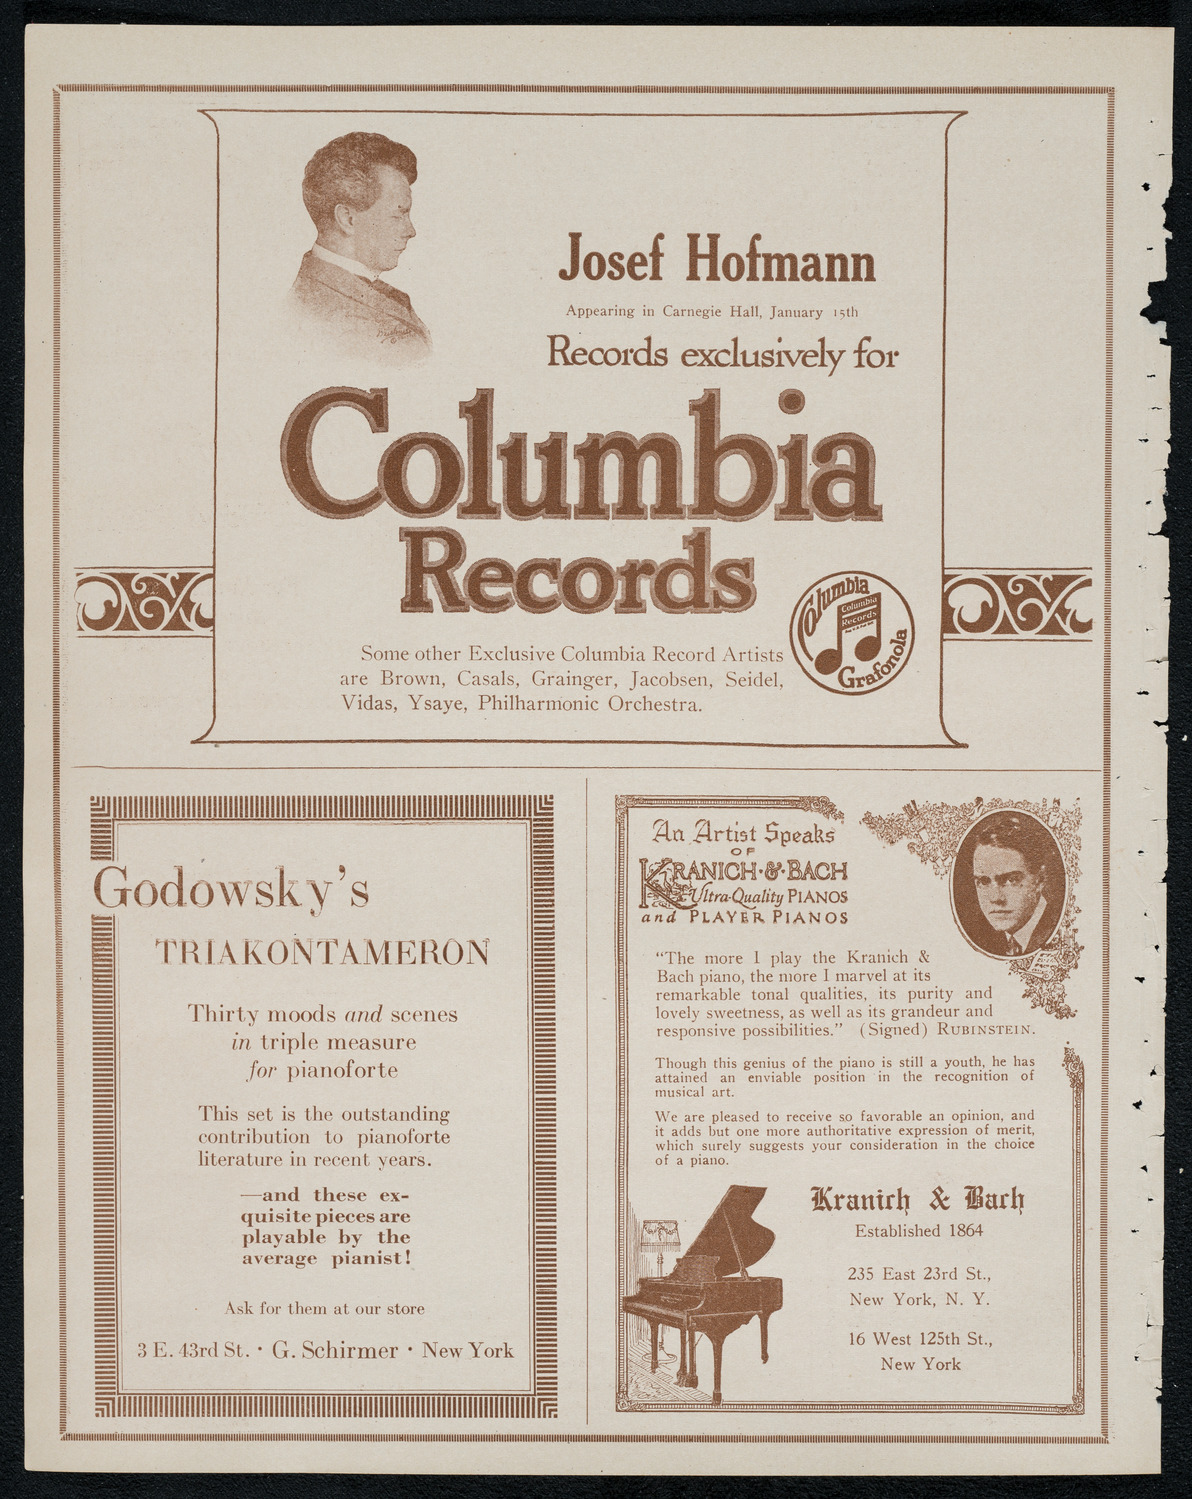 Josef Hofmann
Appearing in Carnegie Hall, January 15th
Records exclusively for
Columbia
Records
Columbia
Columbia
Records
Grafonola
Some other Exclusive Columbia Record Artists
are Brown, Casals, Grainger, Jacobsen, Seidel,
Vidas, Ysaye, Philharmonic Orchestra.
Godowsky's
TRIAKONTAMERON
Thirty moods and scenes
in triple measure
for pianoforte
This set is the outstanding
contribution to pianoforte
literature in recent years.
—and these ex-
quisite pieces are
playable by the
average pianist!
Ask for them at our store
3 E. 43rd St. · G. Schirmer · New York
An Artist Speaks
OF
KRANICH·&·BACH
Ultra-Quality PIANOS
and PLAYER PIANOS
"The more I play the Kranich &
Bach piano, the more I marvel at its
remarkable tonal qualities, its purity and
lovely sweetness, as well as its grandeur and
responsive possibilities." (Signed) RUBINSTEIN.
Though this genius of the piano is still a youth, he has
attained an enviable position in the recognition of
musical art.
We are pleased to receive so favorable an opinion, and
it adds but one more authoritative expression of merit,
which surely suggests your consideration in the choice
of a piano.
Kranich & Bach
Established 1864
235 East 23rd St.,
New York, N. Y.
16 West 125th St.,
New York